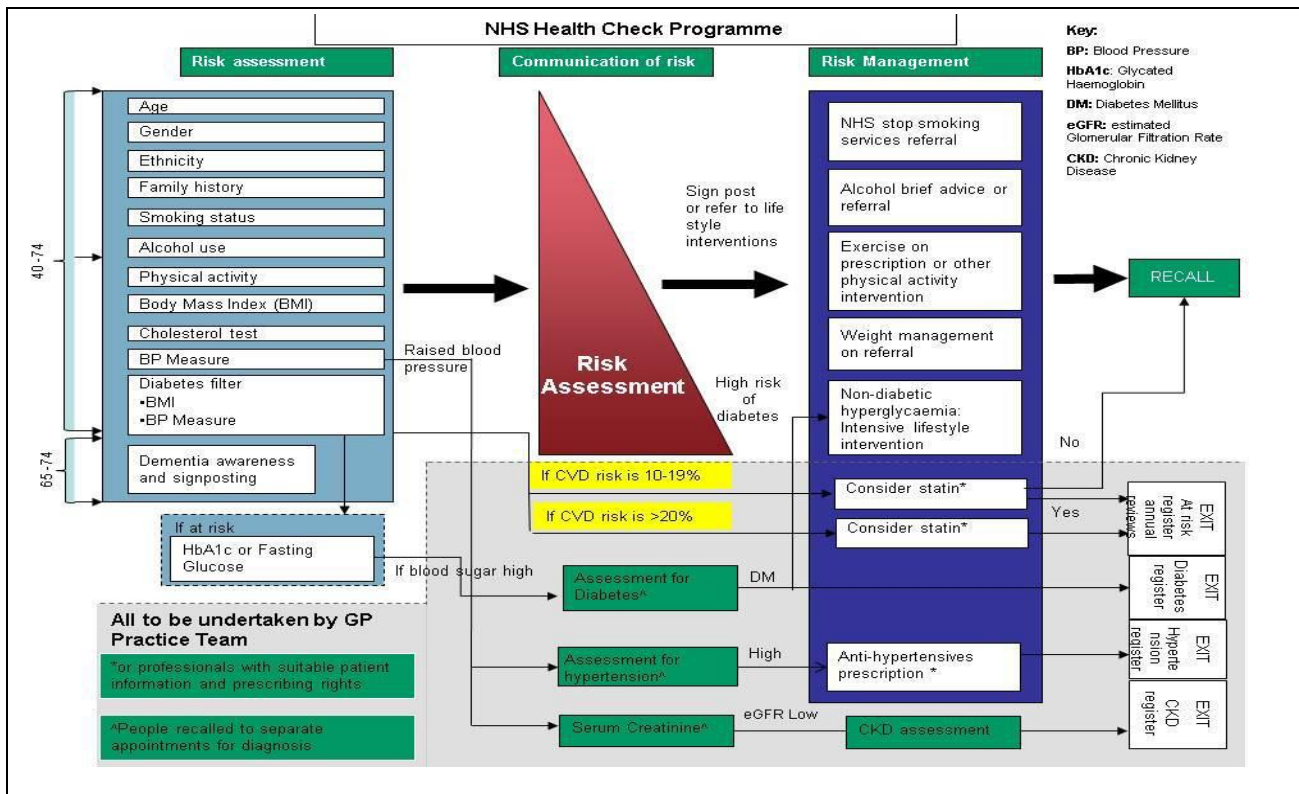 NHS Health Check Programme
Risk assessment
Communication of risk
Risk Management
Key:
BP: Blood Pressure
HbA1c: Glycated
Haemoglobin
DM: Diabetes Mellitus
eGFR: estimated
Glomerular Filtration Rate
CKD: Chronic Kidney
Disease
40-74
65-74
Age
Gender
Ethnicity
Family history
Smoking status
Alcohol use
Physical activity
Body Mass Index (BMI)
Cholesterol test
BP Measure
Diabetes filter
▪BMI
▪BP Measure
Dementia awareness
and signposting
If at risk
HbA1c or Fasting
Glucose
Raised blood
pressure
If blood sugar high
Risk
Assessment
Sign post
or refer to life
style
interventions
High risk
of
diabetes
NHS stop smoking
services referral
Alcohol brief advice or
referral
Exercise on
prescription or other
physical activity
intervention
Weight management
on referral
Non-diabetic
hyperglycaemia:
Intensive lifestyle
intervention
RECALL
No
Yes
If CVD risk is 10-19%
Consider statin*
If CVD risk is >20%
Consider statin*
EXIT
At risk
register
annual
reviews
Assessment for
Diabetes^
DM
EXIT
Diabetes
register
Assessment for
hypertension^
High
Anti-hypertensives
prescription *
EXIT
Hyperte
nsion
register
Serum Creatinine^
eGFR Low
CKD assessment
EXIT
CKD
register
All to be undertaken by GP
Practice Team
*or professionals with suitable patient
information and prescribing rights
^People recalled to separate
appointments for diagnosis